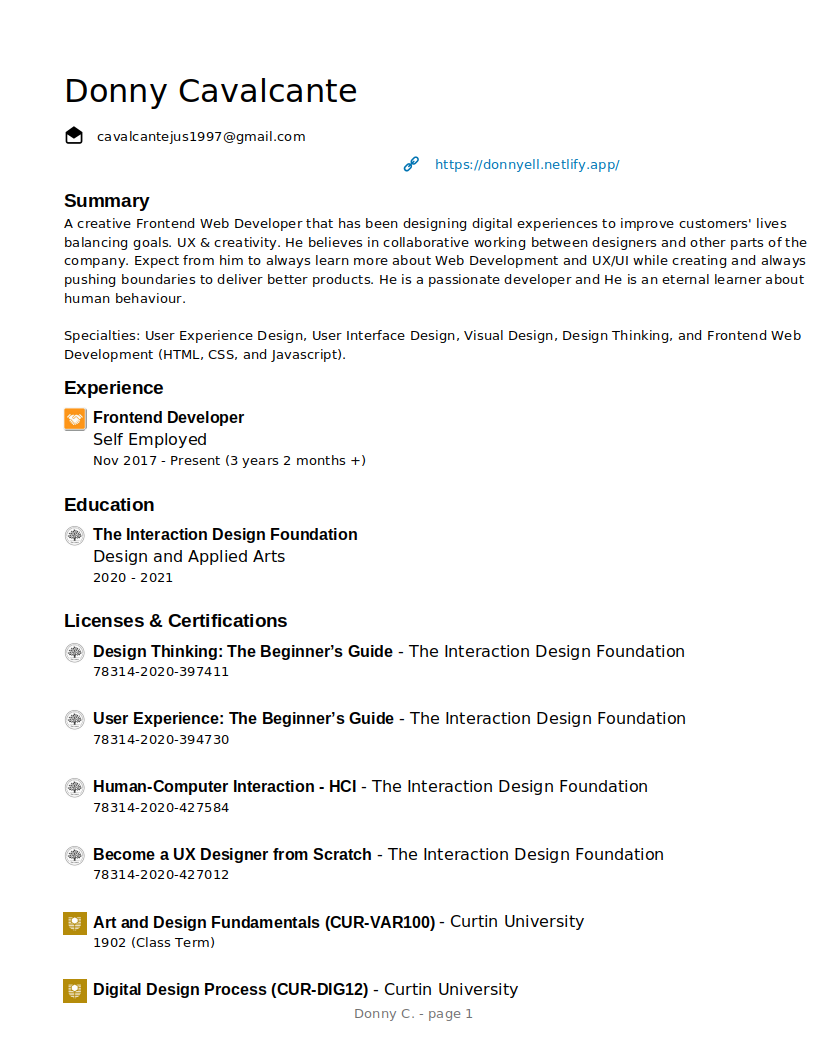 Donny Cavalcante
cavalcantejus1997@gmail.com
https://donnyell.netlify.app/
Summary
A creative Frontend Web Developer that has been designing digital experiences to improve customers' lives
balancing goals. UX & creativity. He believes in collaborative working between designers and other parts of the
company. Expect from him to always learn more about Web Development and UX/UI while creating and always
pushing boundaries to deliver better products. He is a passionate developer and He is an eternal learner about
human behaviour.
Specialties: User Experience Design, User Interface Design, Visual Design, Design Thinking, and Frontend Web
Development (HTML, CSS, and Javascript).
Experience
Frontend Developer
Self Employed
Nov 2017 - Present (3 years 2 months +)
Education
The Interaction Design Foundation
Design and Applied Arts
2020 - 2021
Licenses & Certifications
Design Thinking: The Beginner’s Guide - The Interaction Design Foundation
78314-2020-397411
User Experience: The Beginner’s Guide - The Interaction Design Foundation
78314-2020-394730
Human-Computer Interaction - HCI - The Interaction Design Foundation
78314-2020-427584
Become a UX Designer from Scratch - The Interaction Design Foundation
78314-2020-427012
Art and Design Fundamentals (CUR-VAR100) - Curtin University
1902 (Class Term)
Digital Design Process (CUR-DIG12) - Curtin University
Donny C. - page 1